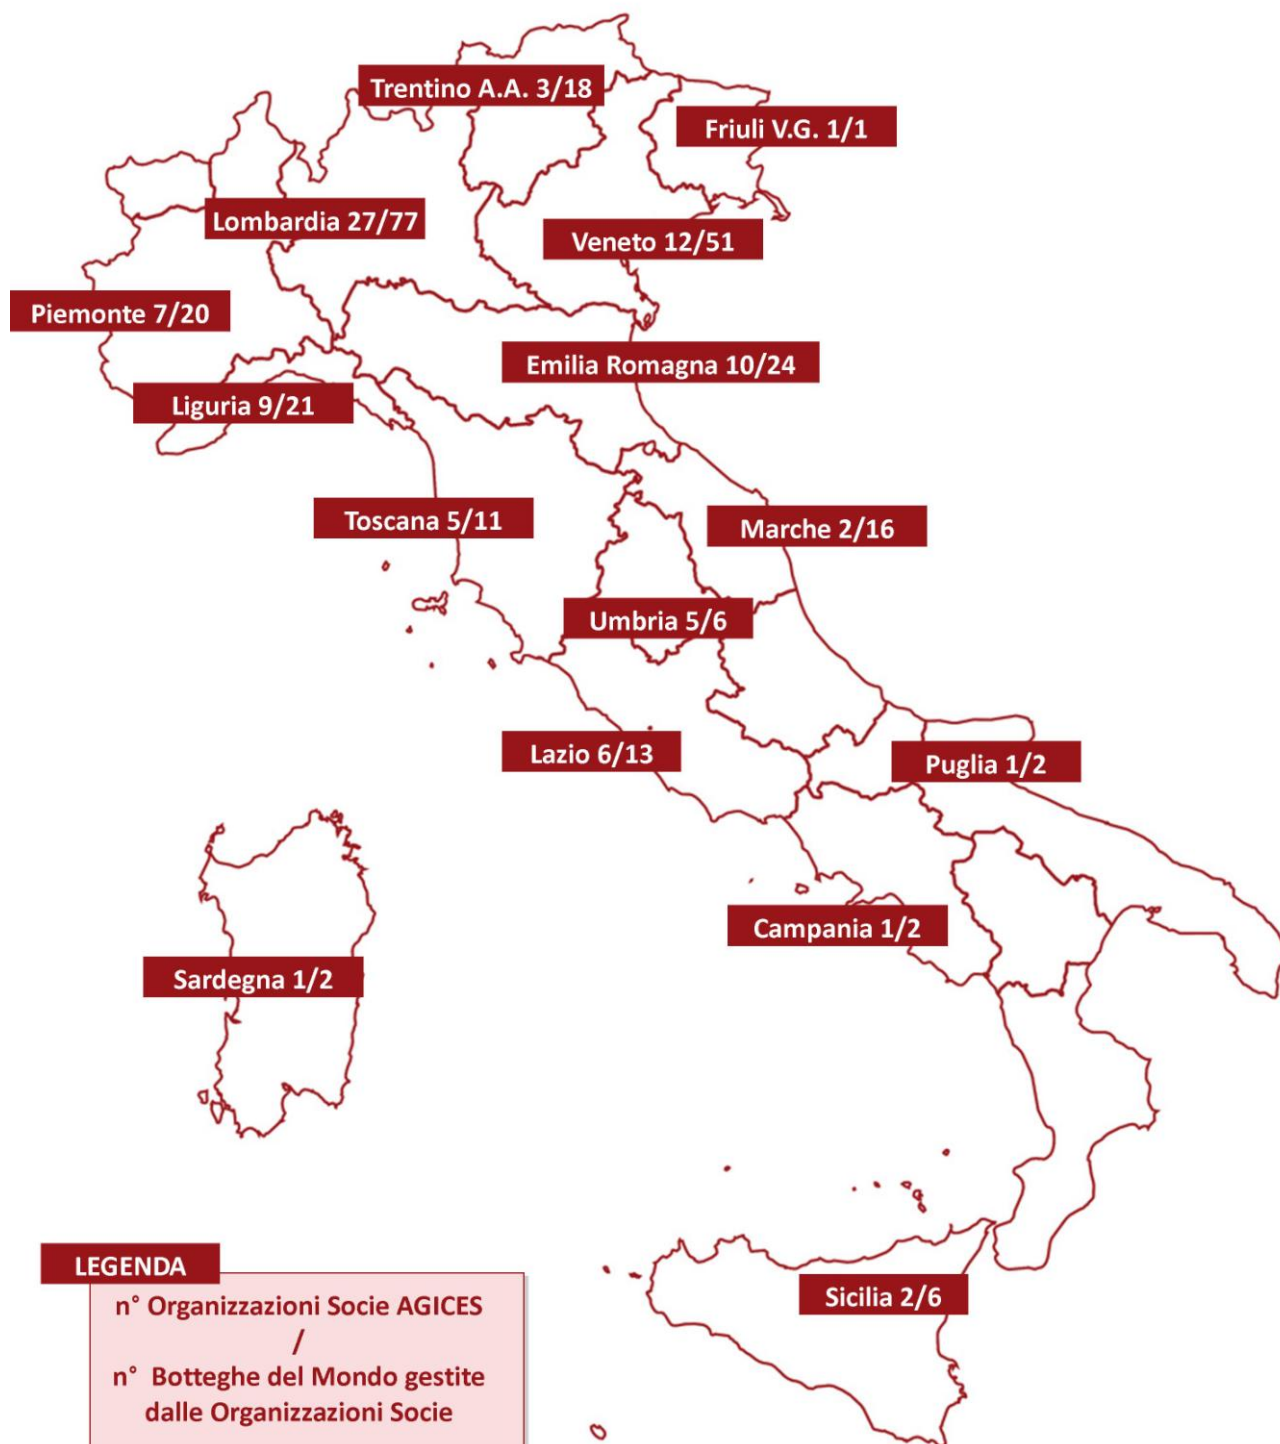 Trentino A.A. 3/18
Friuli V.G. 1/1
Lombardia 27/77
Veneto 12/51
Piemonte 7/20
Emilia Romagna 10/24
Liguria 9/21
Toscana 5/11
Marche 2/16
Umbria 5/6
Lazio 6/13
Puglia 1/2
Campania 1/2
Sardegna 1/2
Sicilia 2/6
LEGENDA
n° Organizzazioni Socie AGICES
/
n° Botteghe del Mondo gestite
dalle Organizzazioni Socie